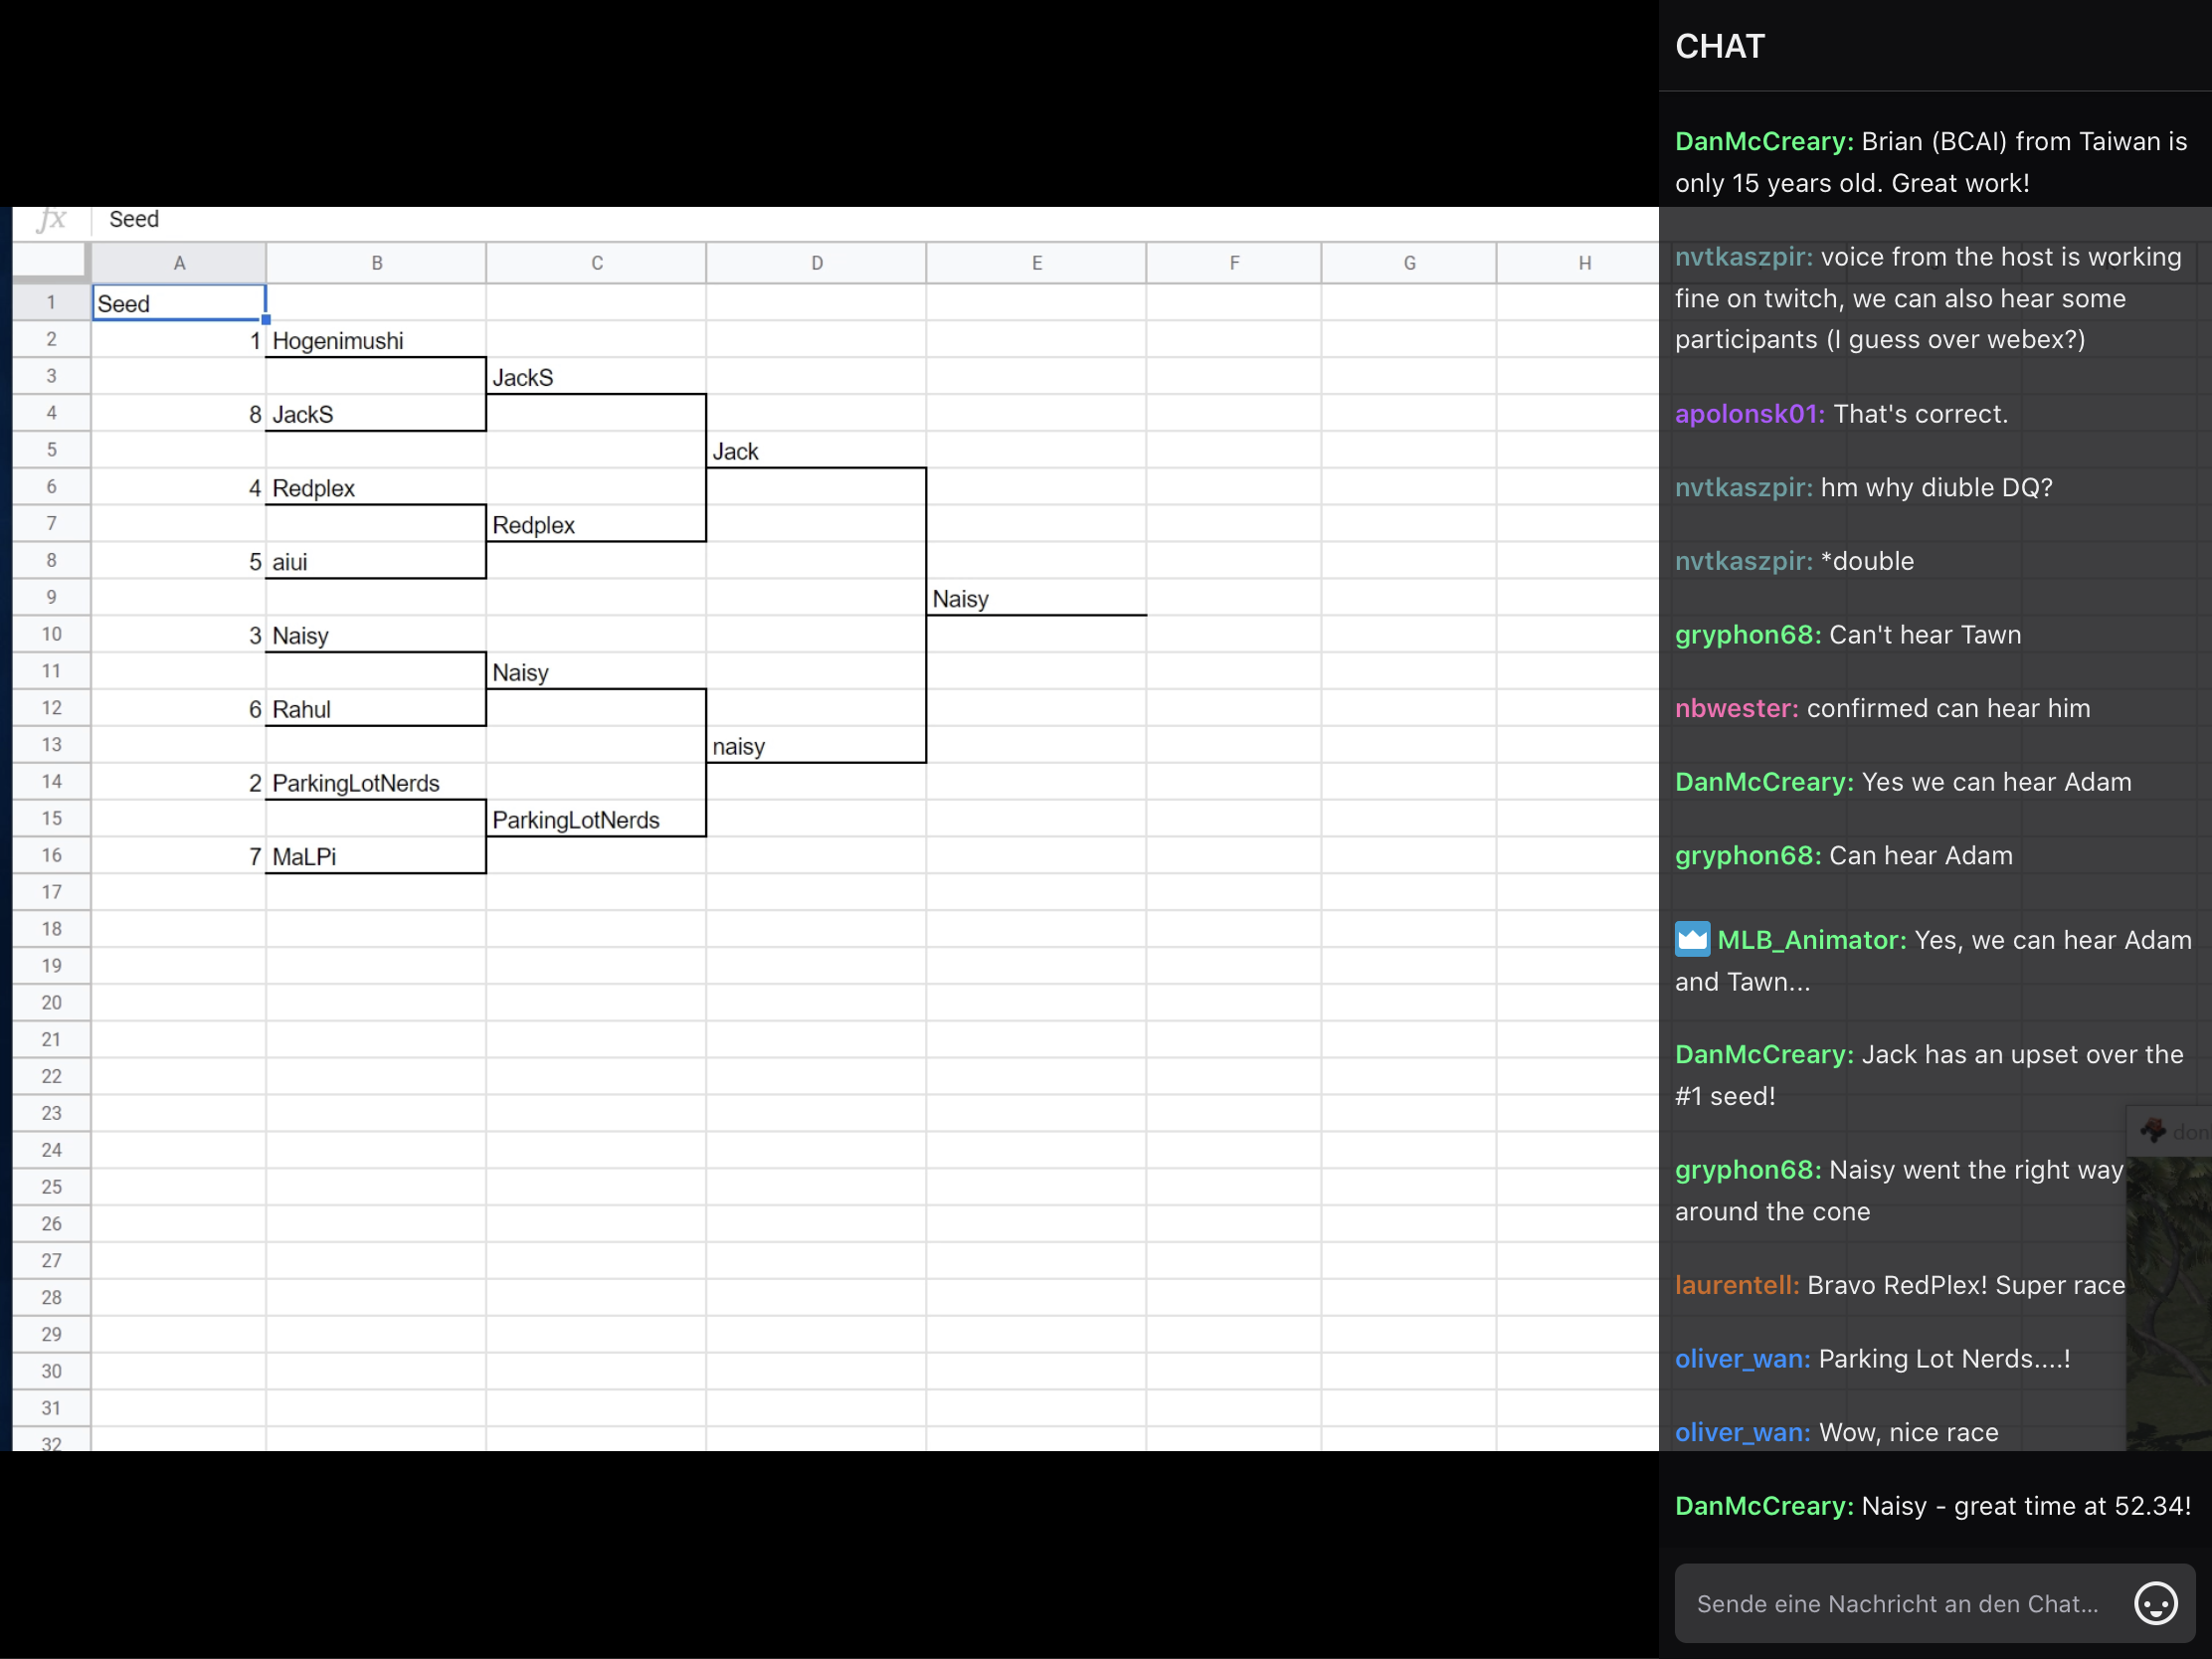 fx Seed
A B C D E F G H
1 Seed
2 1 Hogenimushi
3 JackS
4 8 JackS
5 Jack
6 4 Redplex
7 Redplex
8 5 aiui
9 Naisy
10 3 Naisy
11 Naisy
12 6 Rahul
13 naisy
14 2 ParkingLotNerds
15 ParkingLotNerds
16 7 MaLPi
17
18
19
20
21
22
23
24
25
26
27
28
29
30
31
32
CHAT
DanMcCreary: Brian (BCAI) from Taiwan is
only 15 years old. Great work!
nvtkaszpir: voice from the host is working
fine on twitch, we can also hear some
participants (I guess over webex?)
apolonsk01: That's correct.
nvtkaszpir: hm why diuble DQ?
nvtkaszpir: *double
gryphon68: Can't hear Tawn
nbwester: confirmed can hear him
DanMcCreary: Yes we can hear Adam
gryphon68: Can hear Adam
MLB_Animator: Yes, we can hear Adam
and Tawn...
DanMcCreary: Jack has an upset over the
#1 seed!
don
gryphon68: Naisy went the right way
around the cone
laurentell: Bravo RedPlex! Super race
oliver_wan: Parking Lot Nerds....!
oliver_wan: Wow, nice race
DanMcCreary: Naisy - great time at 52.34!
Sende eine Nachricht an den Chat...